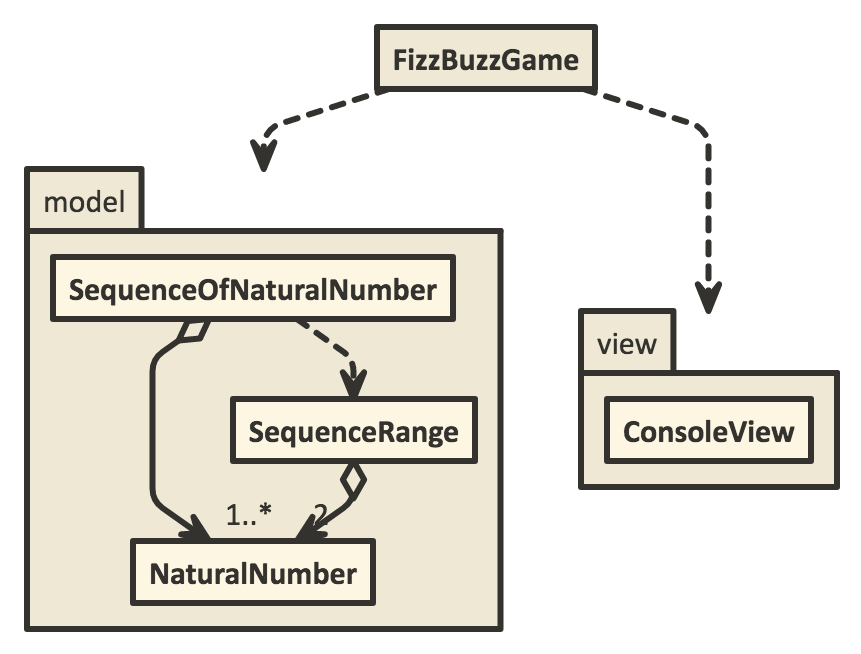 FizzBuzzGame
model
SequenceOfNaturalNumber
view
SequenceRange
ConsoleView
1..*
2
NaturalNumber